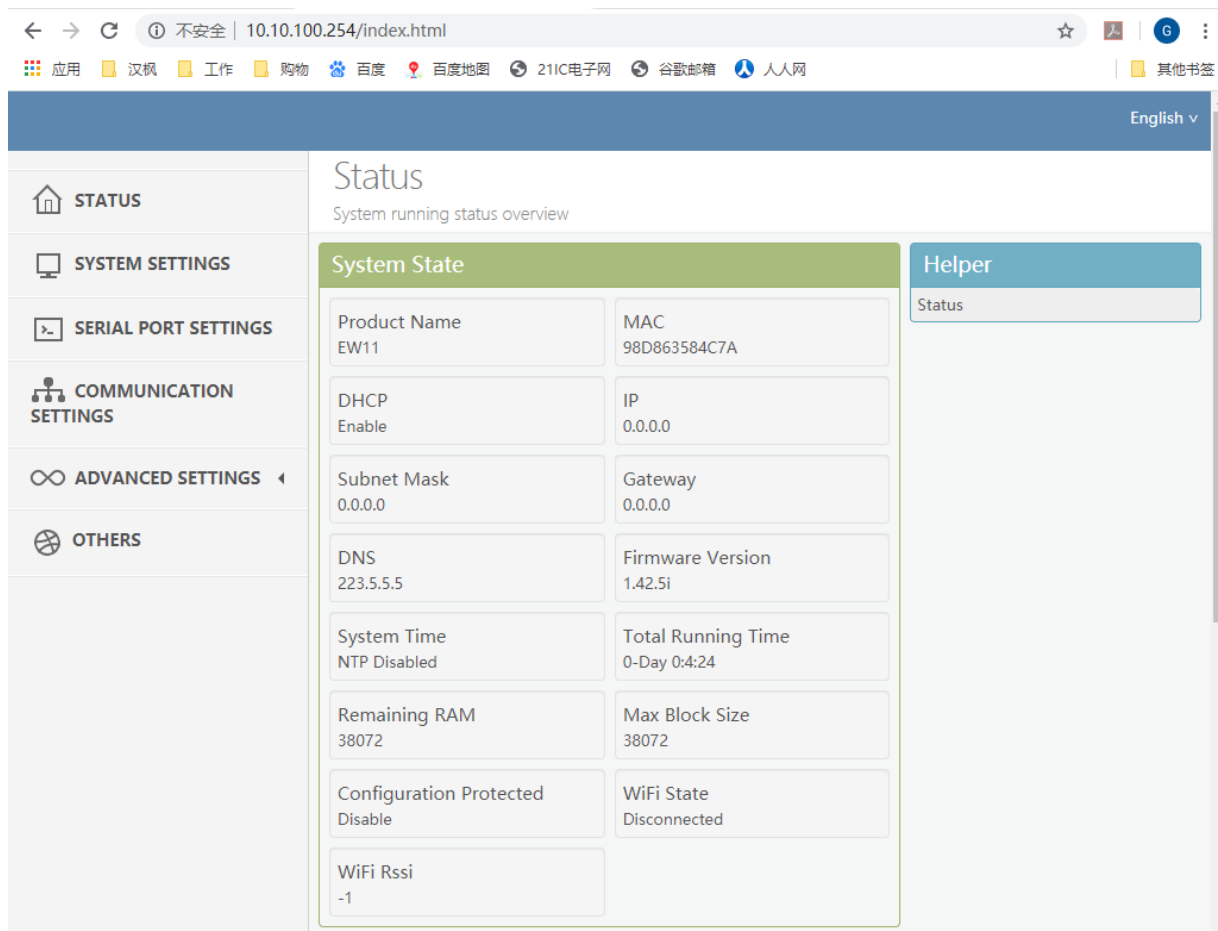 不安全 | 10.10.100.254/index.html
G
应用 汉枫 工作 购物 百度 百度地图 21IC电子网 谷歌邮箱 人人网 其他书签
English
STATUS
SYSTEM SETTINGS
SERIAL PORT SETTINGS
COMMUNICATION
SETTINGS
ADVANCED SETTINGS
OTHERS
Status
System running status overview
System State
Product Name
EW11
MAC
98D863584C7A
DHCP
Enable
IP
0.0.0.0
Subnet Mask
0.0.0.0
Gateway
0.0.0.0
DNS
223.5.5.5
Firmware Version
1.42.5i
System Time
NTP Disabled
Total Running Time
0-Day 0:4:24
Remaining RAM
38072
Max Block Size
38072
Configuration Protected
Disable
WiFi State
Disconnected
WiFi Rssi
-1
Helper
Status